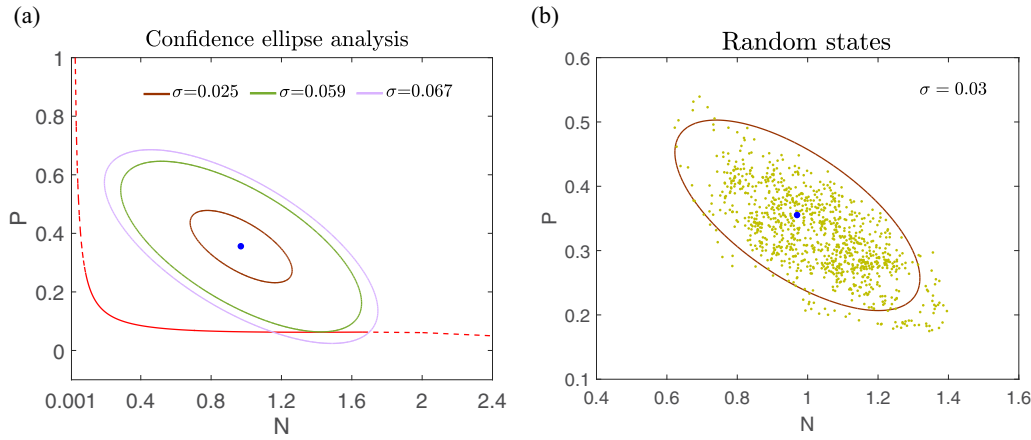 (a)
Confidence ellipse analysis
P
1
0.8
0.6
0.4
0.2
0
σ=0.025 σ=0.059 σ=0.067
0.001 0.4 0.8 1.2 1.6 2 2.4
N
(b)
Random states
P
0.6
0.5
0.4
0.3
0.2
0.1
σ = 0.03
0.4 0.6 0.8 1 1.2 1.4 1.6
N